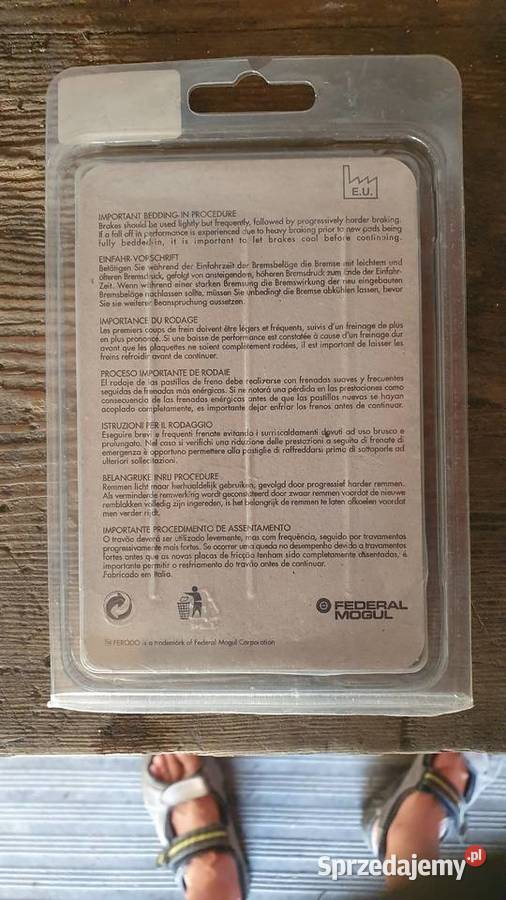 E.U.
IMPORTANT BEDDING-IN PROCEDURE
Brakes should be used lightly but frequently, followed by progressively harder braking.
If a fall off in performance is experienced due to heavy braking prior to new pads being
fully bedded-in, it is important to let brakes cool before continuing.
EINFAHR-VORSCHRIFT
Betätigen Sie während der Einfahrzeit der Bremsbeläge die Bremse mit leichtem und
öfteren Bremsdruck, gefolgt von ansteigendem, höheren Bremsdruck zum Ende der Einfahr-
Zeit. Wenn während einer starken Bremsung die Bremswirkung der neu eingebauten
Bremsbeläge nachlassen sollte, müssen Sie unbedingt die Bremse abkühlen lassen, bevor
Sie sie weiterer Beanspruchung aussetzen.
IMPORTANCE DU RODAGE
Les premiers coups de frein doivent être légers et fréquents, suivis d'un freinage de plus
en plus prononcé. Si une baisse de performance est constatée à cause d'un freinage dur
avant que les plaquettes ne soient complètement rodées, il est important de laisser les
freins refroidir avant de continuer.
PROCESO IMPORTANTE DE RODAJE
El rodaje de las pastillas de freno debe realizarse con frenadas suaves y frecuentes
seguidas de frenadas más enérgicas. Si se notará una pérdida en las prestaciones como
consecuencia de las frenadas enérgicas antes de que las pastillas nuevas se hayan
acoplado completamente, es importante dejar enfriar los frenos antes de continuar.
ISTRUZIONI PER IL RODAGGIO
Eseguire brevi e frequenti frenate evitando i surriscaldamenti dovuti ad uso brusco e
prolungato. Nel caso si verifichi una riduzione delle prestazioni a seguito di frenate di
emergenza è opportuno permettere alla pastiglie di raffreddarsi prima di sottoporle ad
ulteriori sollecitazioni.
BELANGRIJKE INRIJ PROCEDURE
Remmen licht maar herhaaldelijk gebruiken, gevolgd door progressief harder remmen.
Als verminderde remwerking wordt geconstateerd door zwaar remmen voordat de nieuwe
remblokken volledig zijn ingereden, is het belangrijk de remmen te laten afkoelen voordat
men verder rijdt.
IMPORTANTE PROCEDIMENTO DE ASSENTAMENTO
O travão deverá ser utilizado levemente, mas com frequência, seguido por travamentos
progressivamente mais fortes. Se ocorrer uma queda no desempenho devido a travamentos
fortes antes que as novas placas de fricção tenham sido completamente assentadas, é
importante permitir o resfriamento do travão antes de continuar.
Fabricado em Italia.
FEDERAL
MOGUL
FERODO is a trademark of Federal Mogul Corporation
Sprzedajemy.pl